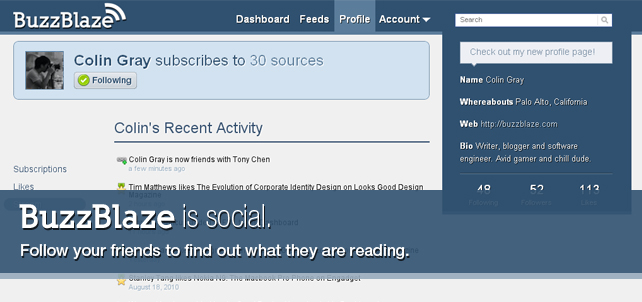 BuzzBlaze
Dashboard Feeds Profile Account
Search
Colin Gray subscribes to 30 sources
Following
Check out my new profile page!
Name Colin Gray
Whereabouts Palo Alto, California
Web http://buzzblaze.com
Bio Writer, blogger and software
engineer. Avid gamer and chill dude.
48 52 113
Following Followers Likes
Colin's Recent Activity
Colin Gray is now friends with Tony Chen
a few minutes ago
Subscriptions
Likes
Tim Matthews likes The Evolution of Corporate Identity Design on Looks Good Design
Magazine
BuzzBlaze is social.
Follow your friends to find out what they are reading.
Stanley Tang likes Nokia N8: The Macbook Pro Phone on Engadget
August 16, 2010